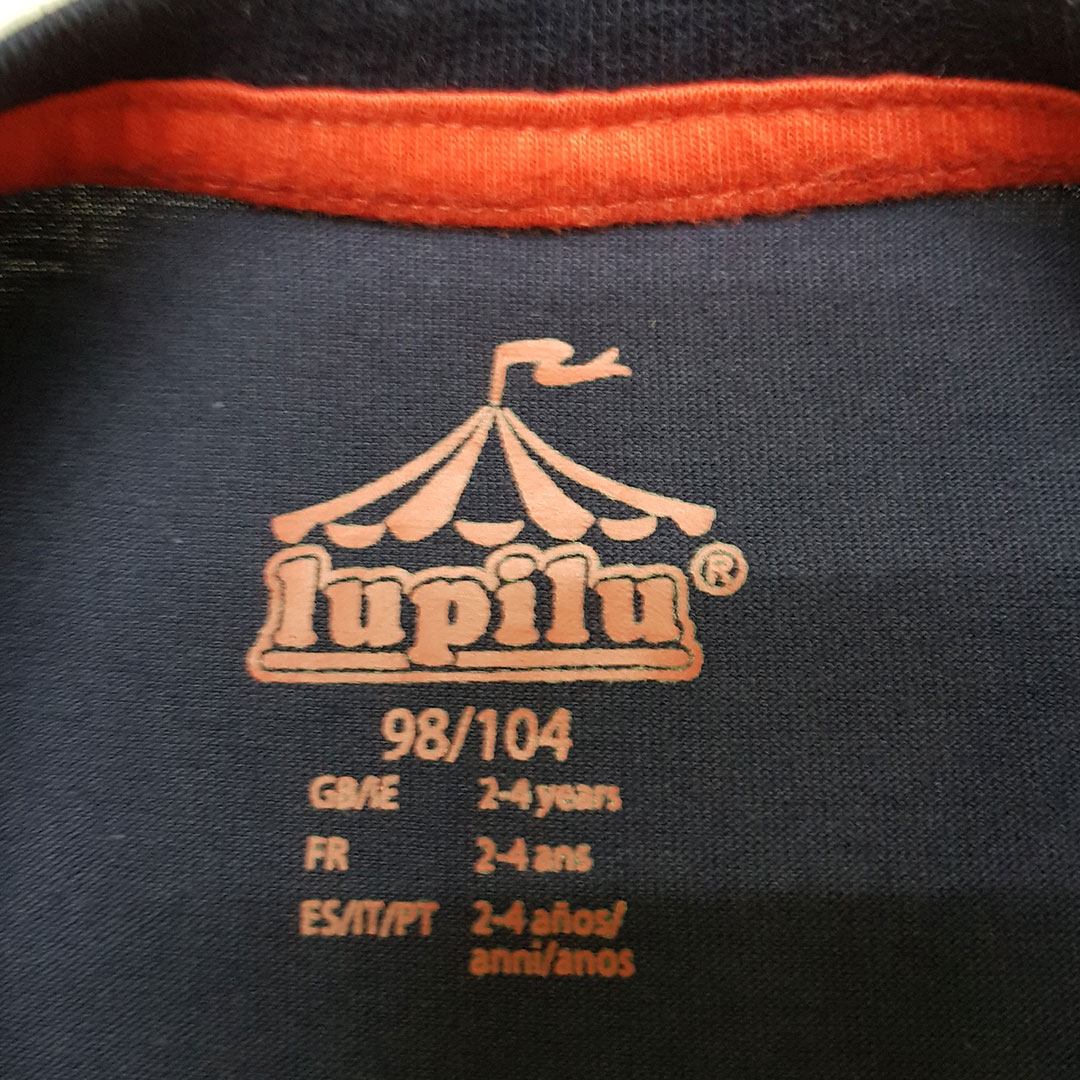 lupilu®
98/104
GB/IE 2-4 years
FR 2-4 ans
ES/IT/PT 2-4 años/
anni/anos